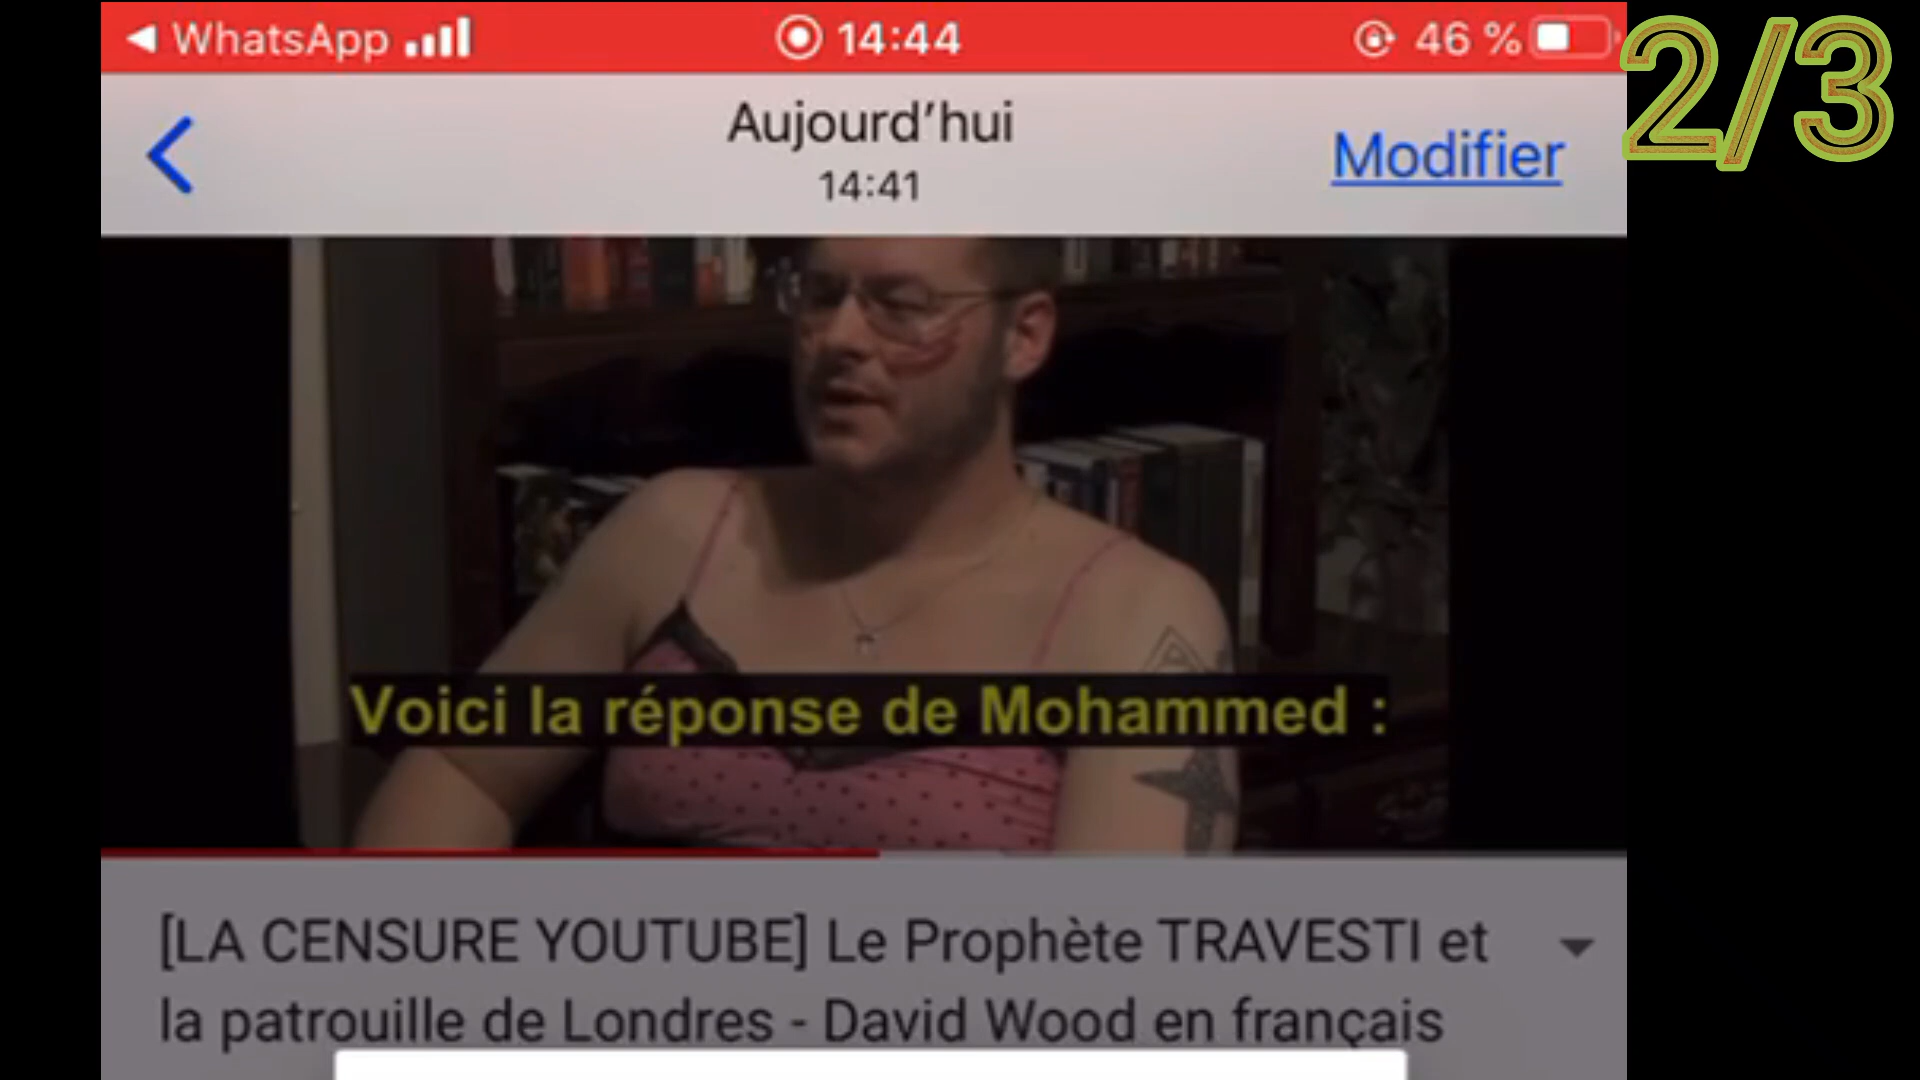 WhatsApp 14:44 46 %
2/3
Aujourd’hui
Modifier
14:41
Voici la réponse de Mohammed :
[LA CENSURE YOUTUBE] Le Prophète TRAVESTI et
la patrouille de Londres - David Wood en français